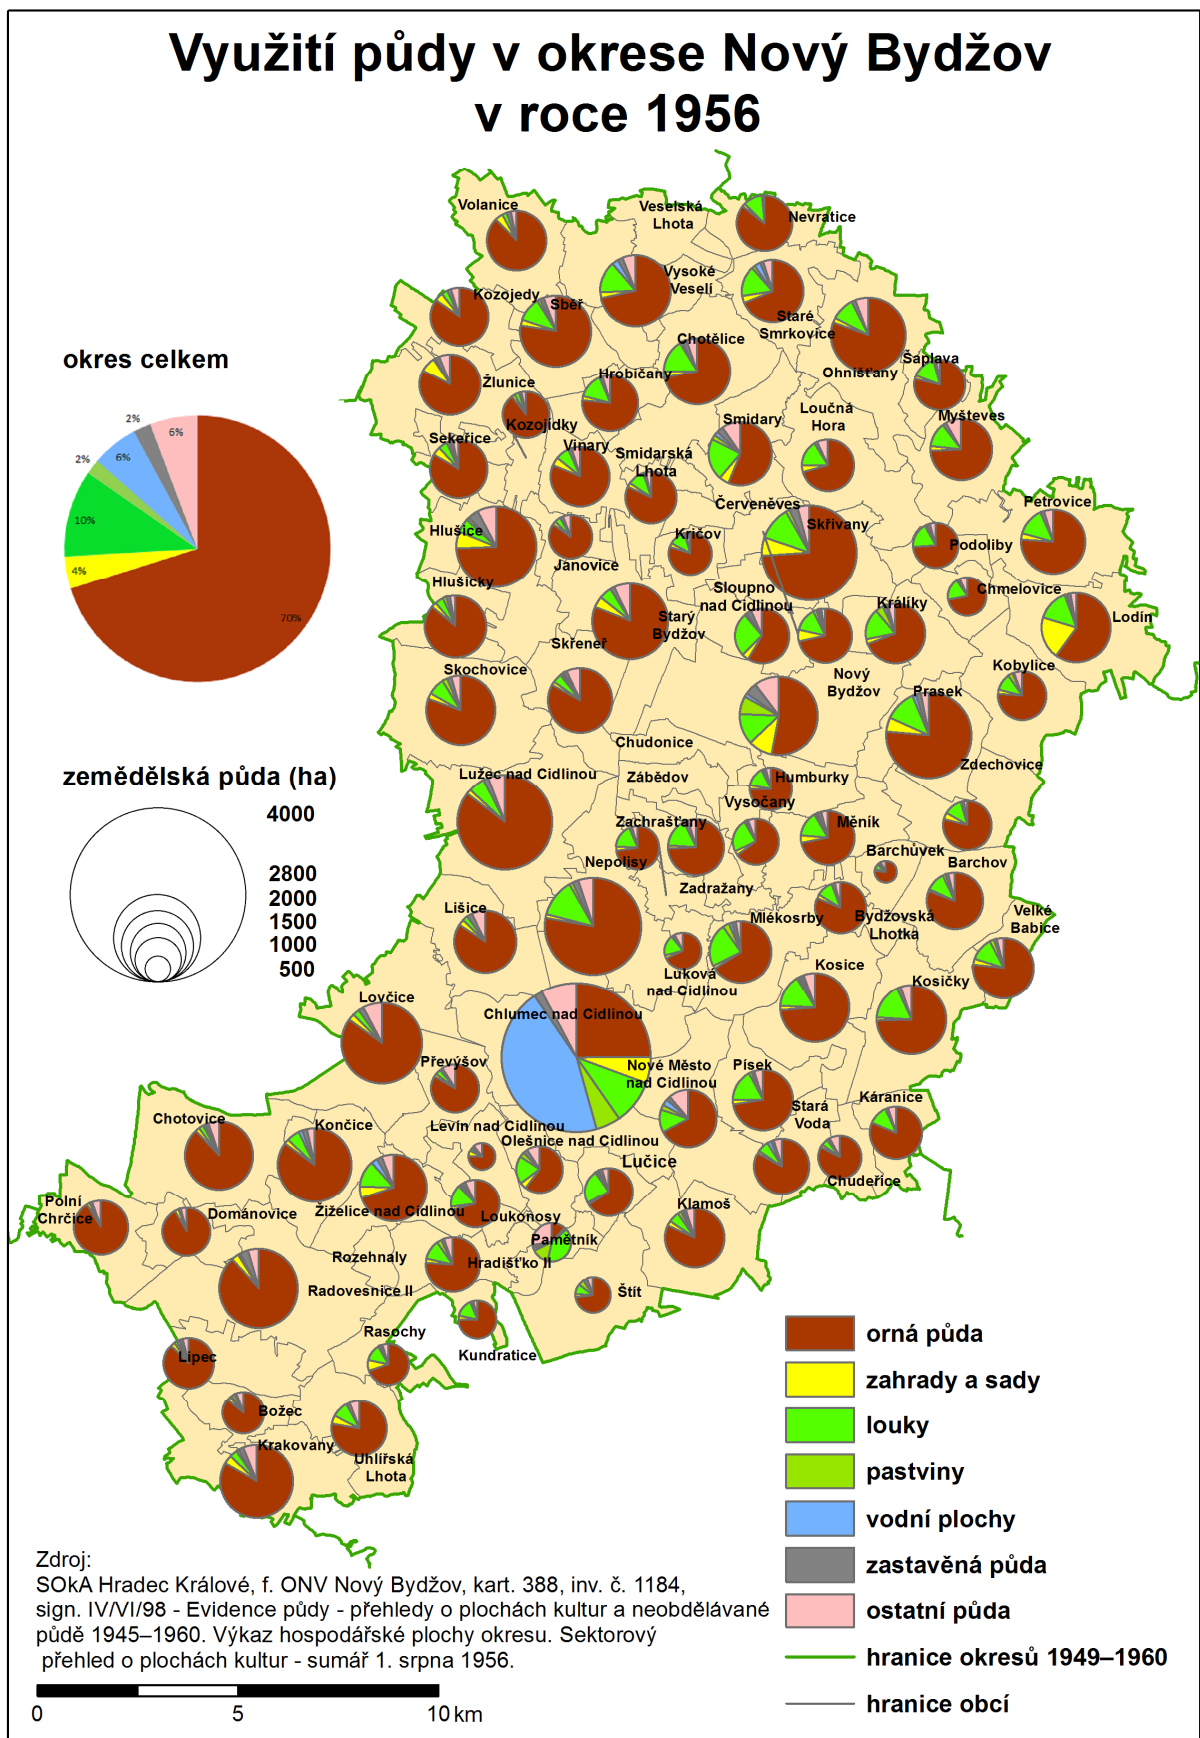 Využití půdy v okrese Nový Bydžov
v roce 1956
Volanice
Veselská
Lhota
Nevratice
Vysoké
Veselí
Kozojedy
Sběř
Staré
Smrkovice
Chotělice
Ohnišťany
Šaplava
okres celkem
Žlunice
Hrobičany
Kozojídky
Smidary
Loučná
Hora
Myštěves
2%
6%
6%
2%
10%
4%
70%
Sekeřice
Vinary
Smidarská
Lhota
Červeněves
Petrovice
Hlušice
Skřivany
Kričov
Janovice
Podoliby
Hlušičky
Sloupno
nad Cidlinou
Chmelovice
Králíky
Starý
Bydžov
Lodín
Skřeneř
Skochovice
Nový
Bydžov
Kobylice
Prasek
Chudonice
Zdechovice
zemědělská půda (ha)
4000
2800
2000
1500
1000
500
Lužec nad Cidlinou
Zábědov
Humburky
Vysočany
Zachrašťany
Měník
Nepolisy
Barchůvek
Barchov
Zadražany
Lišice
Mlékosrby
Bydžovská
Lhotka
Velké
Babice
Luková
nad Cidlinou
Kosice
Kosičky
Lovčice
Chlumec nad Cidlinou
Převýšov
Nové Město
nad Cidlinou
Písek
Stará
Voda
Káranice
Chotovice
Končice
Levín nad Cidlinou
Olešnice nad Cidlinou
Lučice
Chudeřice
Polní
Chrčice
Domanovice
Žiželice nad Cidlinou
Loukonosy
Klamoš
Pamětník
Rozehnaly
Hradišťko II
Radovesnice II
Štít
Rasochy
Kundratice
Lipec
Božec
Krakovany
Uhlířská
Lhota
orná půda
zahrady a sady
louky
pastviny
vodní plochy
zastavěná půda
ostatní půda
hranice okresů 1949–1960
hranice obcí
Zdroj:
SOkA Hradec Králové, f. ONV Nový Bydžov, kart. 388, inv. č. 1184,
sign. IV/VI/98 - Evidence půdy - přehledy o plochách kultur a neobdělávané
půdě 1945–1960. Výkaz hospodářské plochy okresu. Sektorový
přehled o plochách kultur - sumář 1. srpna 1956.
0
5
10 km